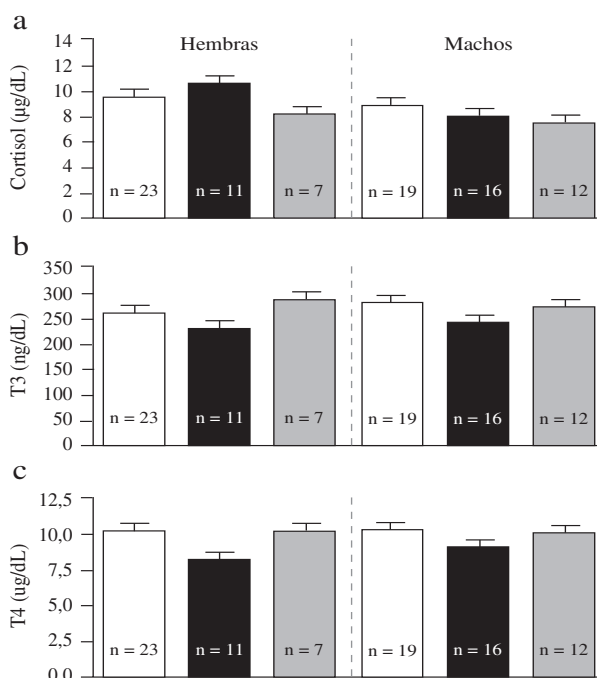 a
Hembras Machos
Cortisol (μg/dL)
14
12
10
8
6
4
2
0
n = 23 n = 11 n = 7 n = 19 n = 16 n = 12
b
T3 (ng/dL)
350
300
250
200
150
100
50
0
n = 23 n = 11 n = 7 n = 19 n = 16 n = 12
c
T4 (ug/dL)
12,5
10,0
7,5
5,0
2,5
0,0
n = 23 n = 11 n = 7 n = 19 n = 16 n = 12